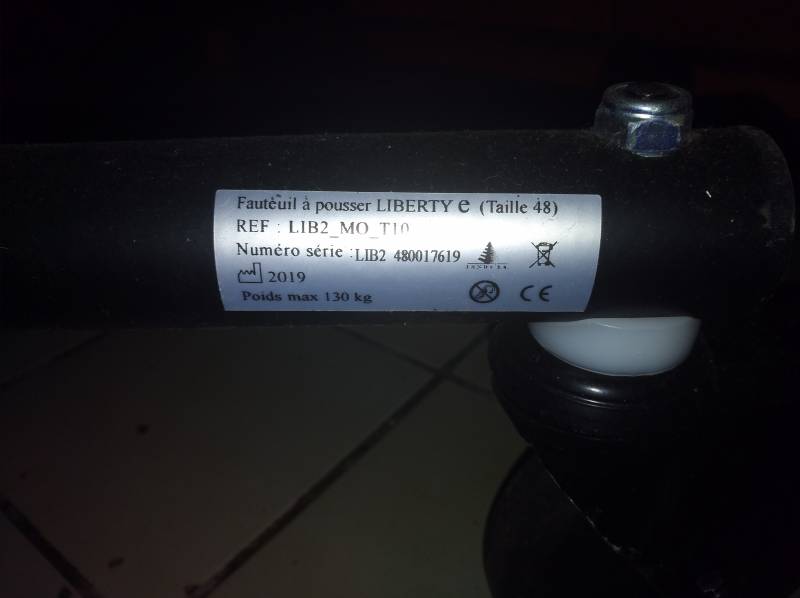 Fauteuil à pousser LIBERTY e (Taille 48)
REF : LIB2_MO_T10
Numéro série : LIB2 480017619
2019
Poids max 130 kg
CE